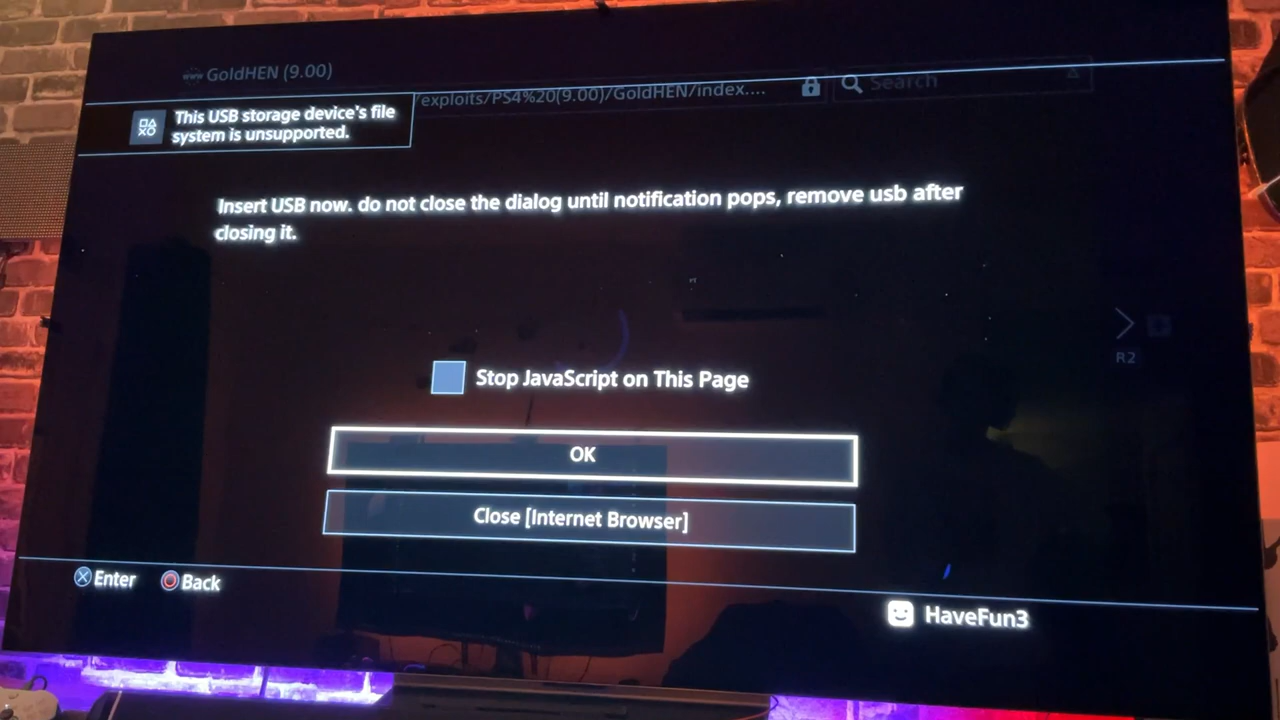 GoldHEN (9.00)
/exploits/PS4%20(9.00)/GoldHEN/index....
Search
This USB storage device's file
system is unsupported.
Insert USB now. do not close the dialog until notification pops, remove usb after
closing it.
R2
Stop JavaScript on This Page
OK
Close [Internet Browser]
Enter
Back
HaveFun3